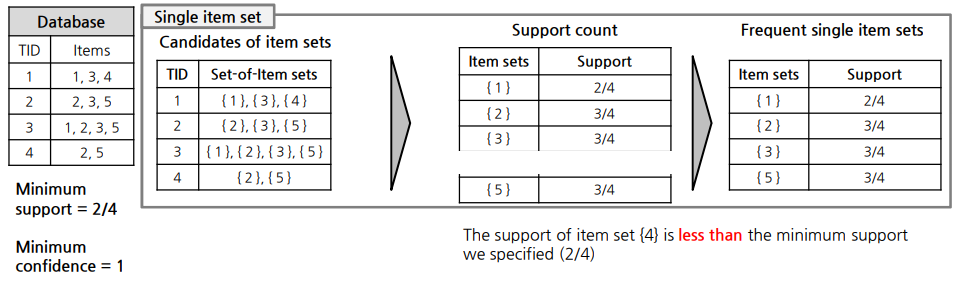 Database
TID Items
1 1, 3, 4
2 2, 3, 5
3 1, 2, 3, 5
4 2, 5
Minimum
support = 2/4
Minimum
confidence = 1
Single item set
Candidates of item sets
TID Set-of-Item sets
1 {1}, {3}, {4}
2 {2}, {3}, {5}
3 {1}, {2}, {3}, {5}
4 {2}, {5}
Support count
Item sets Support
{1} 2/4
{2} 3/4
{3} 3/4
{5} 3/4
Frequent single item sets
Item sets Support
{1} 2/4
{2} 3/4
{3} 3/4
{5} 3/4
The support of item set {4} is less than the minimum support
we specified (2/4)